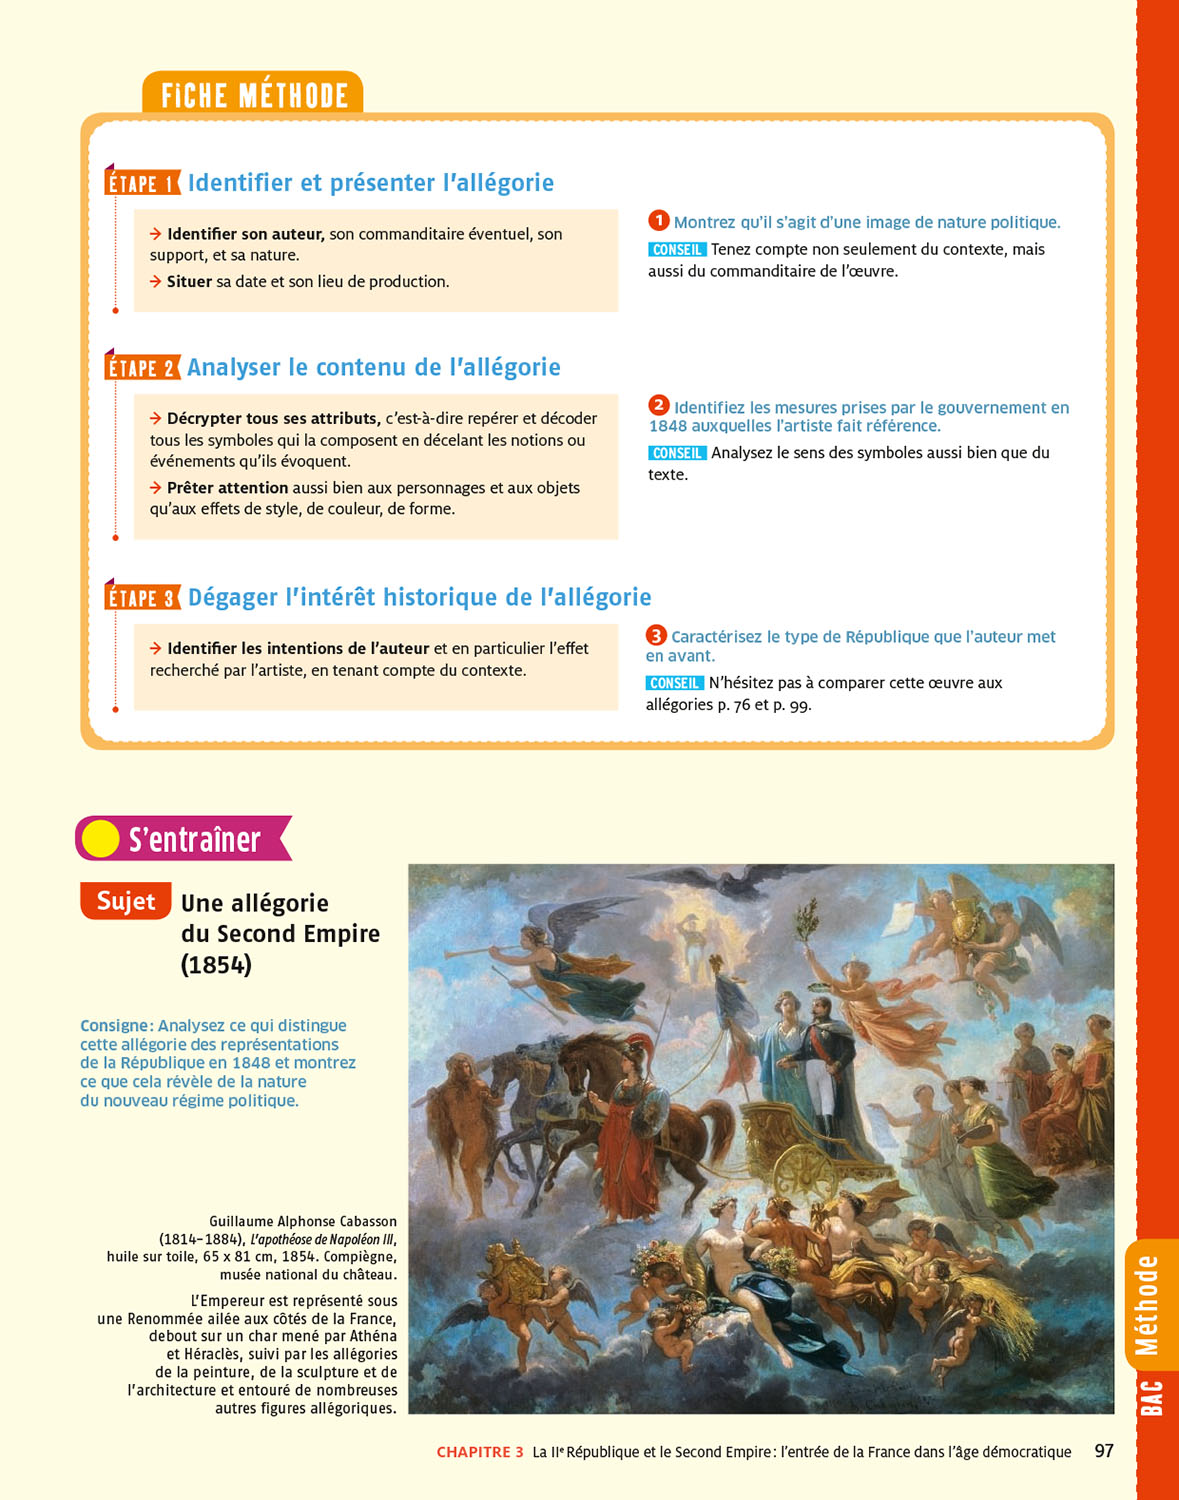 FiCHE MÉTHODE
ÉTAPE 1 Identifier et présenter l'allégorie
→ Identifier son auteur, son commanditaire éventuel, son
support, et sa nature.
→ Situer sa date et son lieu de production.
1 Montrez qu'il s'agit d'une image de nature politique.
CONSEIL Tenez compte non seulement du contexte, mais
aussi du commanditaire de l'œuvre.
ÉTAPE 2 Analyser le contenu de l'allégorie
→ Décrypter tous ses attributs, c'est-à-dire repérer et décoder
tous les symboles qui la composent en décelant les notions ou
événements qu'ils évoquent.
→ Prêter attention aussi bien aux personnages et aux objets
qu'aux effets de style, de couleur, de forme.
2 Identifiez les mesures prises par le gouvernement en
1848 auxquelles l'artiste fait référence.
CONSEIL Analysez le sens des symboles aussi bien que du
texte.
ÉTAPE 3 Dégager l'intérêt historique de l'allégorie
→ Identifier les intentions de l'auteur et en particulier l'effet
recherché par l'artiste, en tenant compte du contexte.
3 Caractérisez le type de République que l'auteur met
en avant.
CONSEIL N'hésitez pas à comparer cette œuvre aux
allégories p. 76 et p. 99.
S'entraîner
Sujet Une allégorie
du Second Empire
(1854)
Consigne : Analysez ce qui distingue
cette allégorie des représentations
de la République en 1848 et montrez
ce que cela révèle de la nature
du nouveau régime politique.
Guillaume Alphonse Cabasson
(1814-1884), L'apothéose de Napoléon III,
huile sur toile, 65 x 81 cm, 1854. Compiègne,
musée national du château.
L'Empereur est représenté sous
une Renommée ailée aux côtés de la France,
debout sur un char mené par Athéna
et Héraclès, suivi par les allégories
de la peinture, de la sculpture et de
l'architecture et entouré de nombreuses
autres figures allégoriques.
Méthode
BAC
CHAPITRE 3 La IIe République et le Second Empire : l'entrée de la France dans l'âge démocratique 97